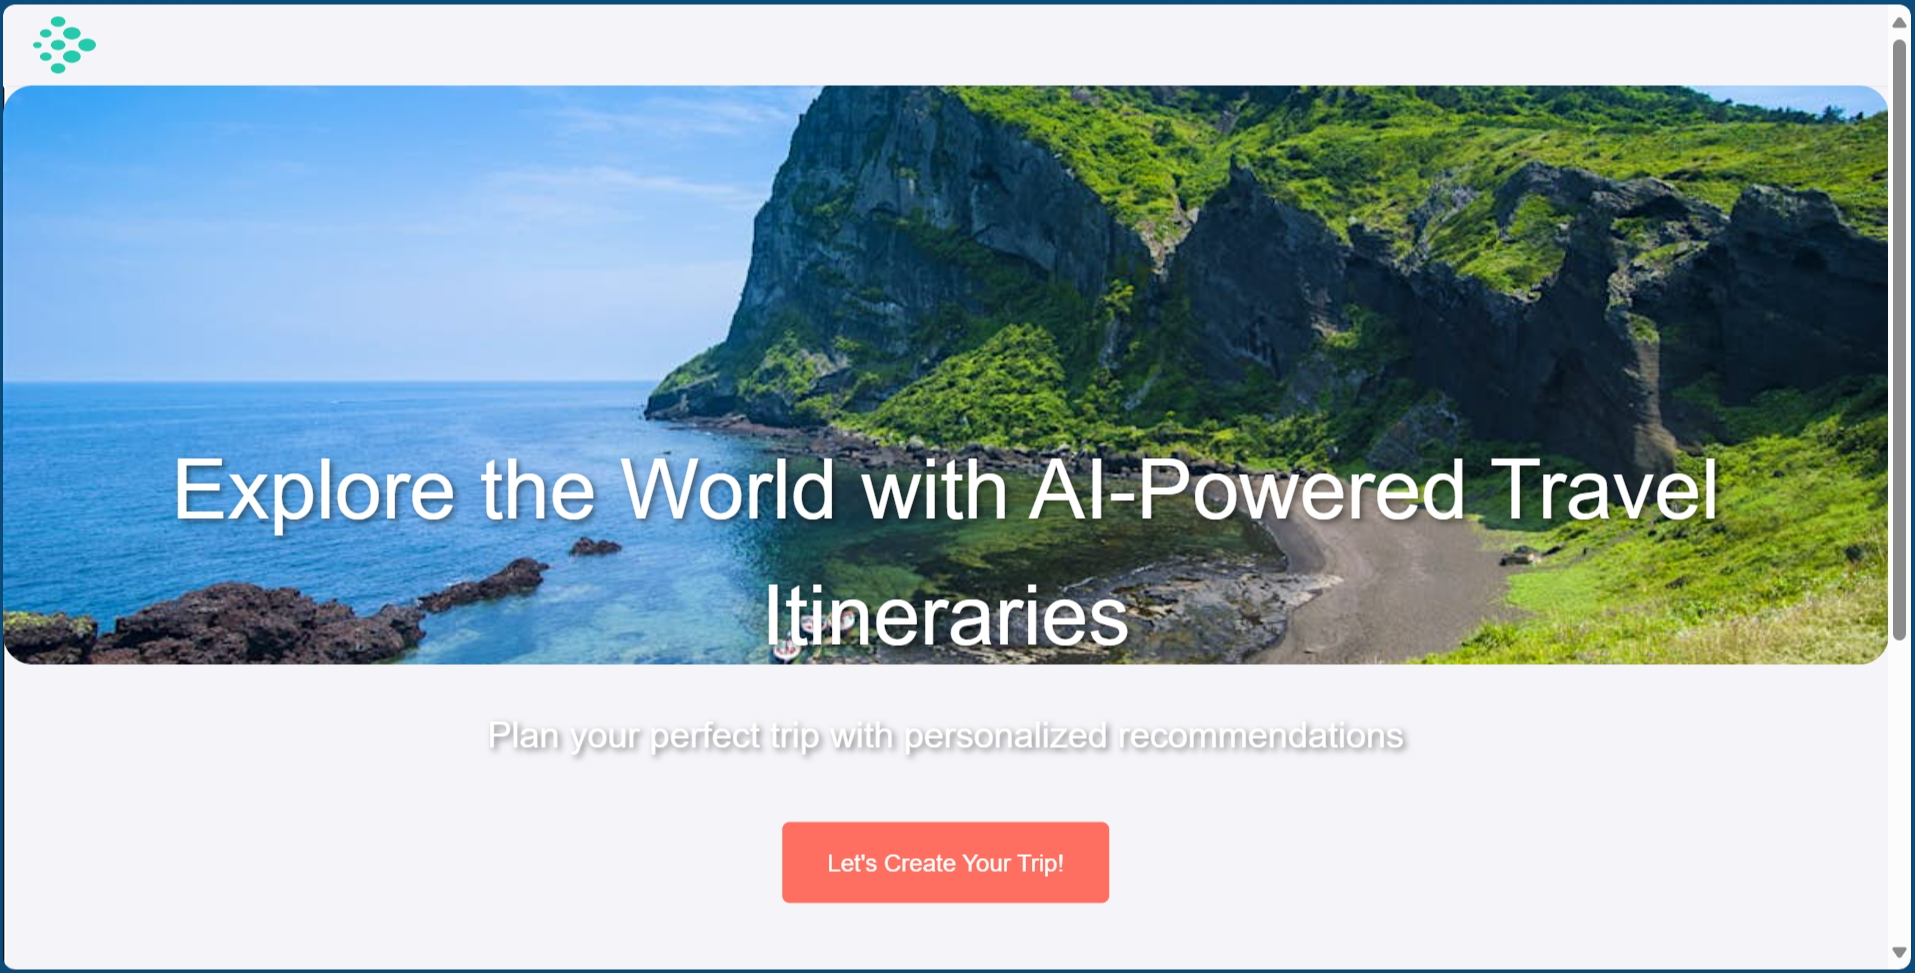 Explore the World with AI-Powered Travel
Itineraries
Plan your perfect trip with personalized recommendations
Let's Create Your Trip!